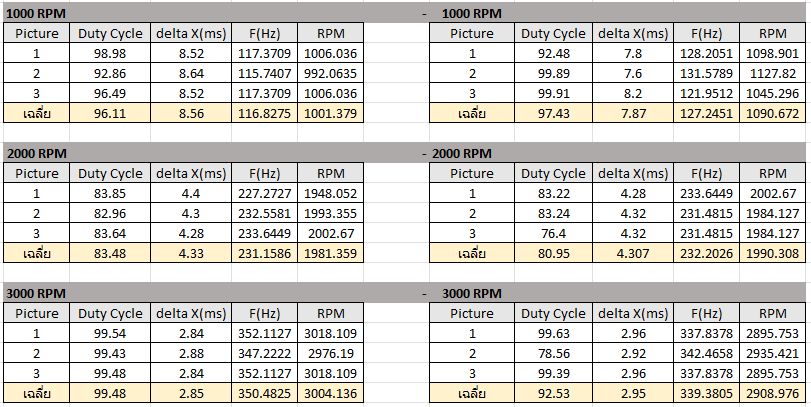 1000 RPM - 1000 RPM
Picture Duty Cycle delta X(ms) F(Hz) RPM Picture Duty Cycle delta X(ms) F(Hz) RPM
1 98.98 8.52 117.3709 1006.036 1 92.48 7.8 128.2051 1098.901
2 92.86 8.64 115.7407 992.0635 2 99.89 7.6 131.5789 1127.82
3 96.49 8.52 117.3709 1006.036 3 99.91 8.2 121.9512 1045.296
เฉลี่ย 96.11 8.56 116.8275 1001.379 เฉลี่ย 97.43 7.87 127.2451 1090.672
2000 RPM - 2000 RPM
Picture Duty Cycle delta X(ms) F(Hz) RPM Picture Duty Cycle delta X(ms) F(Hz) RPM
1 83.85 4.4 227.2727 1948.052 1 83.22 4.28 233.6449 2002.67
2 82.96 4.3 232.5581 1993.355 2 83.24 4.32 231.4815 1984.127
3 83.64 4.28 233.6449 2002.67 3 76.4 4.32 231.4815 1984.127
เฉลี่ย 83.48 4.33 231.1586 1981.359 เฉลี่ย 80.95 4.307 232.2026 1990.308
3000 RPM - 3000 RPM
Picture Duty Cycle delta X(ms) F(Hz) RPM Picture Duty Cycle delta X(ms) F(Hz) RPM
1 99.54 2.84 352.1127 3018.109 1 99.63 2.96 337.8378 2895.753
2 99.43 2.88 347.2222 2976.19 2 78.56 2.92 342.4658 2935.421
3 99.48 2.84 352.1127 3018.109 3 99.39 2.96 337.8378 2895.753
เฉลี่ย 99.48 2.85 350.4825 3004.136 เฉลี่ย 92.53 2.95 339.3805 2908.976